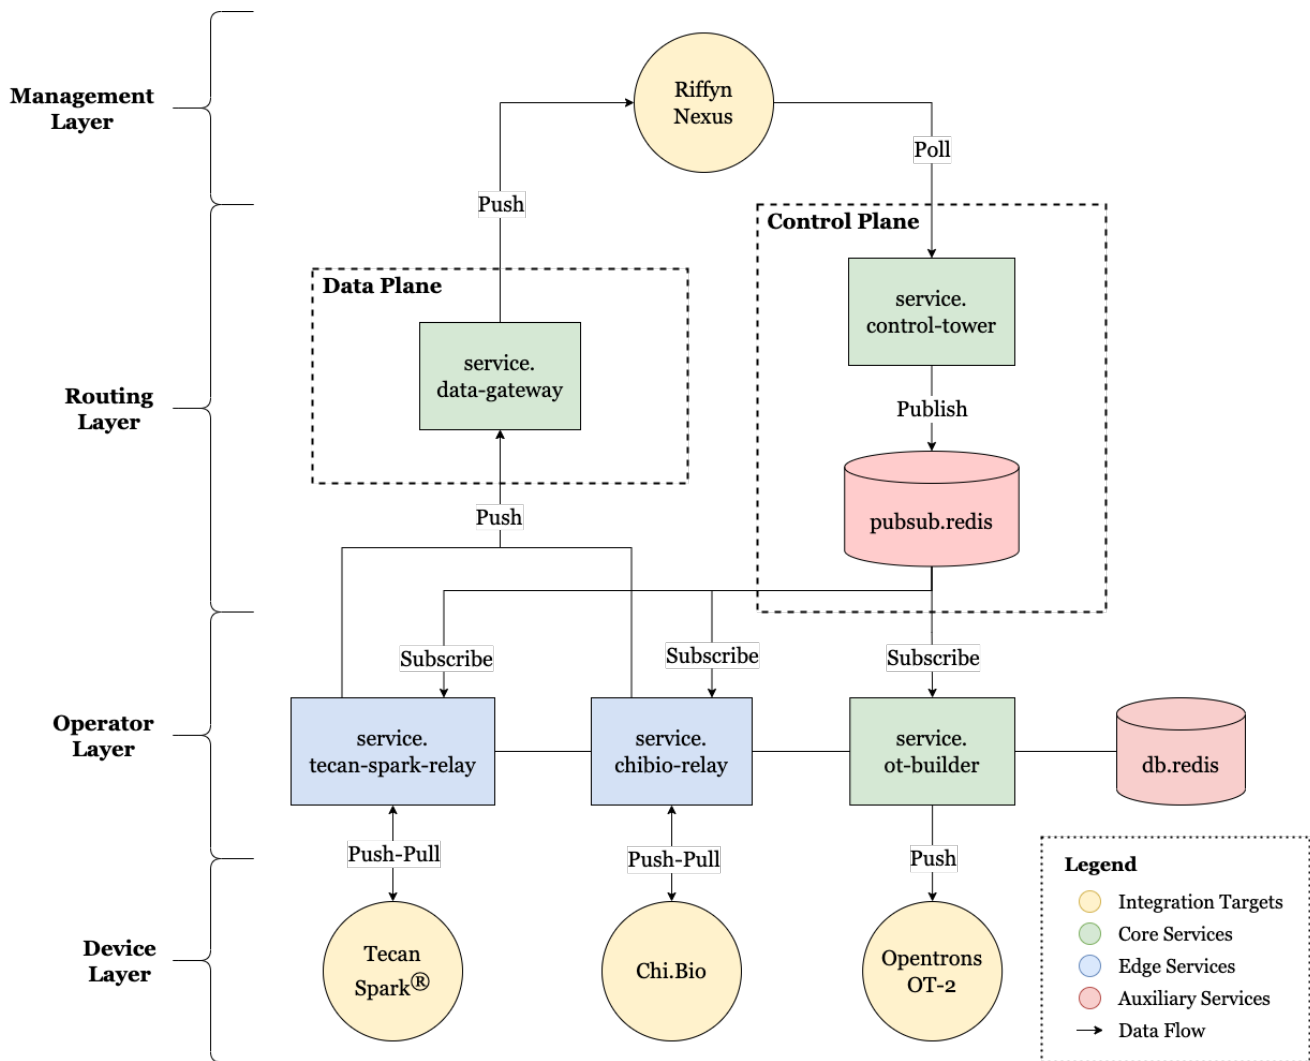 Management
Layer
Riffyn
Nexus
Poll
Push
Control Plane
Data Plane
service.
control-tower
service.
data-gateway
Routing
Layer
Publish
Push
pubsub.redis
Subscribe
Subscribe
Subscribe
Operator
Layer
service.
tecan-spark-relay
service.
chibio-relay
service.
ot-builder
db.redis
Push-Pull
Push-Pull
Push
Device
Layer
Tecan
Spark®
Chi.Bio
Opentrons
OT-2
Legend
Integration Targets
Core Services
Edge Services
Auxiliary Services
Data Flow